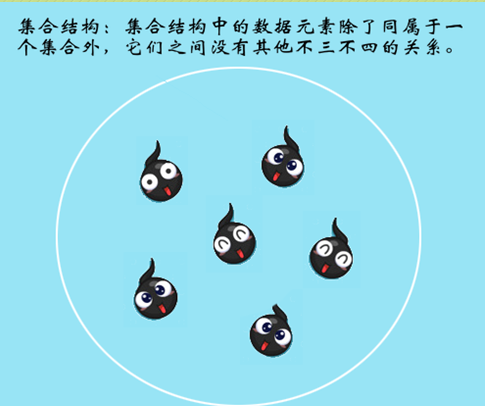 集合结构：集合结构中的数据元素除了同属于一
个集合外，它们之间没有其他不三不四的关系。